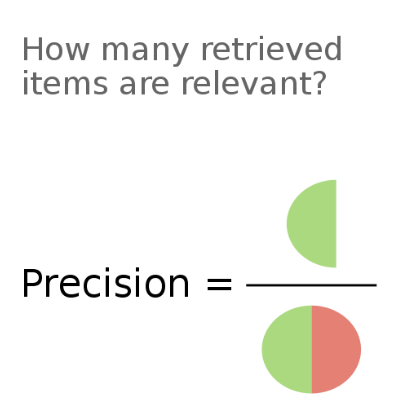 How many retrieved
items are relevant?
Precision =